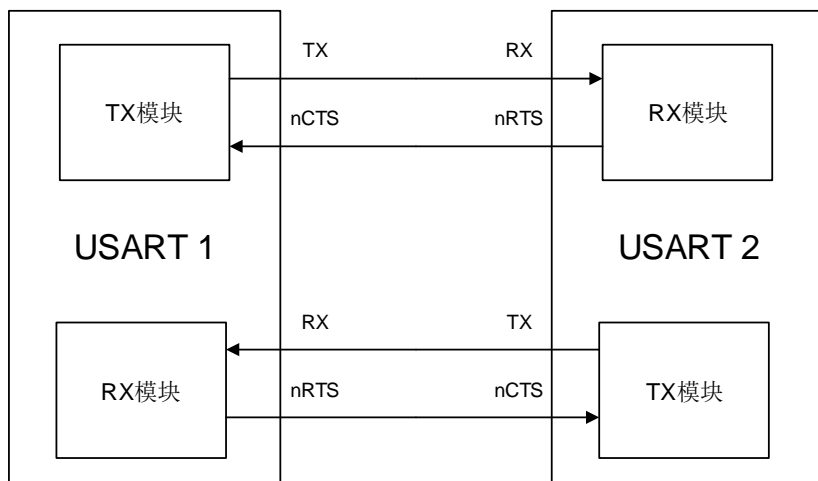 TX RX
TX模块
nCTS nRTS
RX模块
USART 1 USART 2
RX TX
RX模块
nRTS nCTS
TX模块